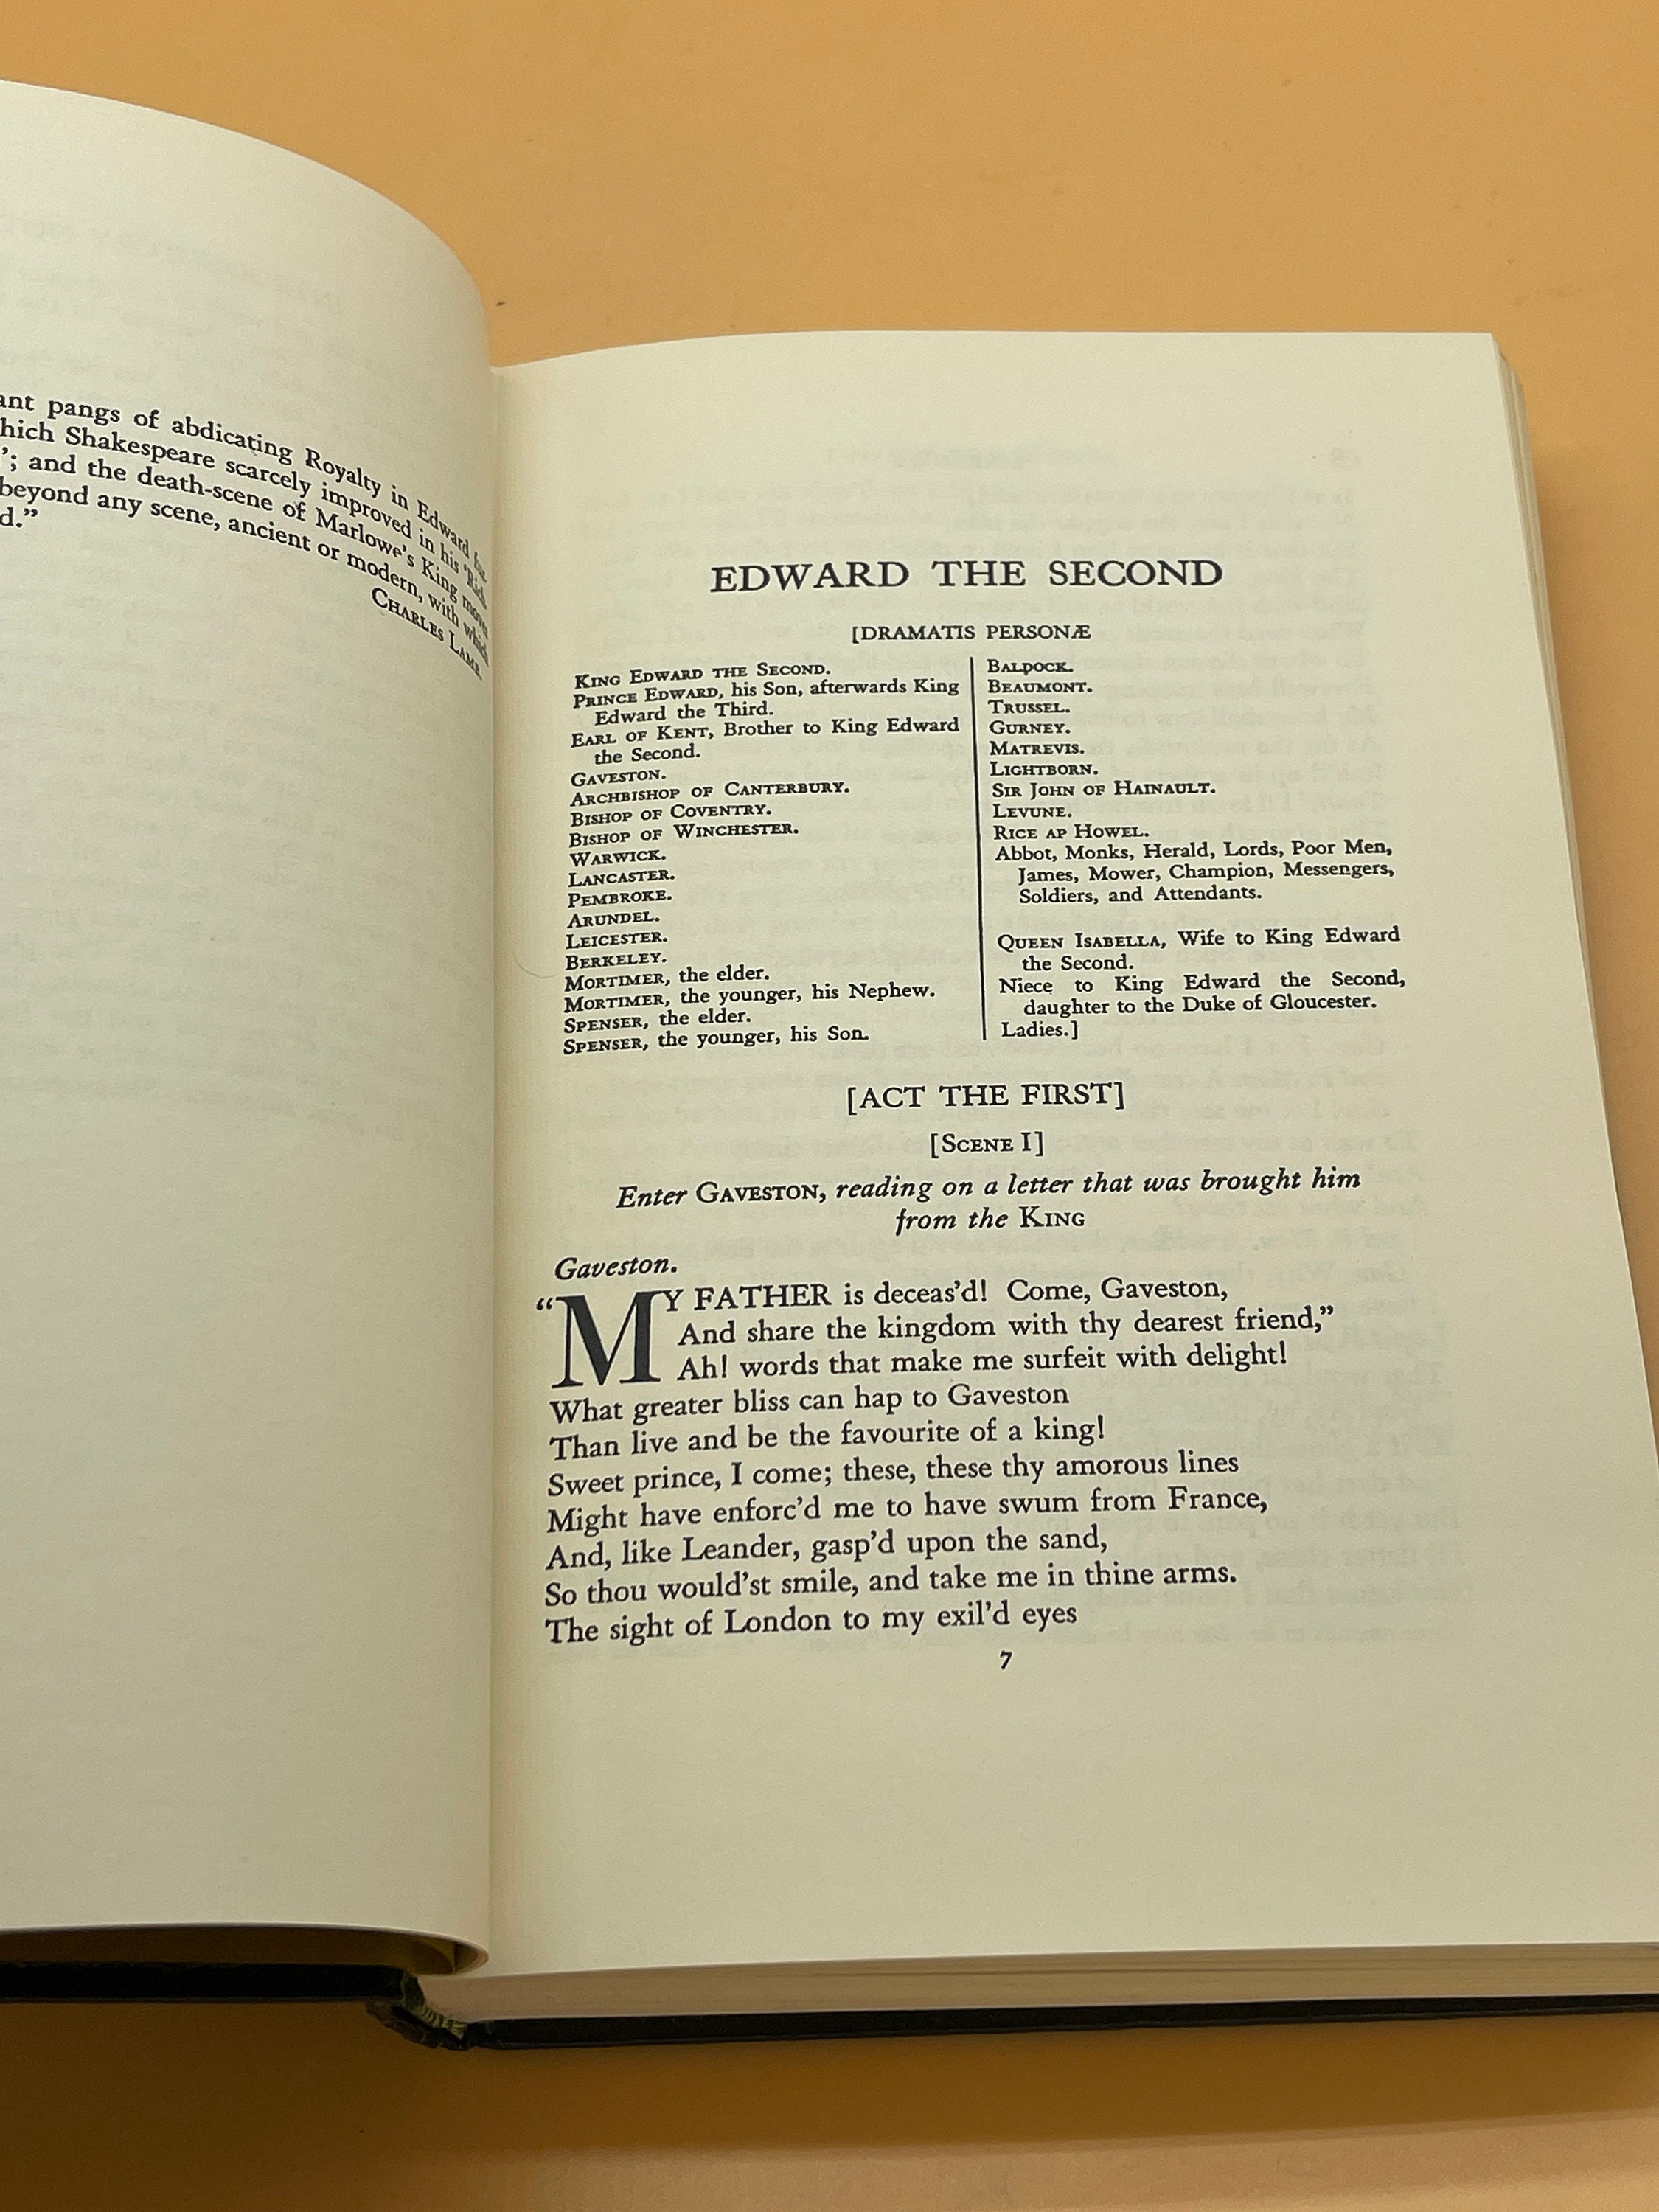 ant pangs of abdicating Royalty in Edward fur-
hich Shakespeare scarcely improved in his 'Rich-
'; and the death-scene of Marlowe's King moves
beyond any scene, ancient or modern, with which
d."
CHARLES LAMB.
EDWARD THE SECOND
[DRAMATIS PERSONÆ
KING EDWARD THE SECOND.
PRINCE EDWARD, his Son, afterwards King
Edward the Third.
EARL OF KENT, Brother to King Edward
the Second.
GAVESTON.
ARCHBISHOP OF CANTERBURY.
BISHOP OF COVENTRY.
BISHOP OF WINCHESTER.
WARWICK.
LANCASTER.
PEMBROKE.
ARUNDEL.
LEICESTER.
BERKELEY.
MORTIMER, the elder.
MORTIMER, the younger, his Nephew.
SPENSER, the elder.
SPENSER, the younger, his Son.
BALDOCK.
BEAUMONT.
TRUSSEL.
GURNEY.
MATREVIS.
LIGHTBORN.
SIR JOHN OF HAINAULT.
LEVUNE.
RICE AP HOWEL.
Abbot, Monks, Herald, Lords, Poor Men,
James, Mower, Champion, Messengers,
Soldiers, and Attendants.
QUEEN ISABELLA, Wife to King Edward
the Second.
Niece to King Edward the Second,
daughter to the Duke of Gloucester.
Ladies.]
[ACT THE FIRST]
[SCENE I]
Enter GAVESTON, reading on a letter that was brought him
from the KING
Gaveston.
"MY FATHER is deceas'd! Come, Gaveston,
And share the kingdom with thy dearest friend,"
Ah! words that make me surfeit with delight!
What greater bliss can hap to Gaveston
Than live and be the favourite of a king!
Sweet prince, I come; these, these thy amorous lines
Might have enforc'd me to have swum from France,
And, like Leander, gasp'd upon the sand,
So thou would'st smile, and take me in thine arms.
The sight of London to my exil'd eyes
7